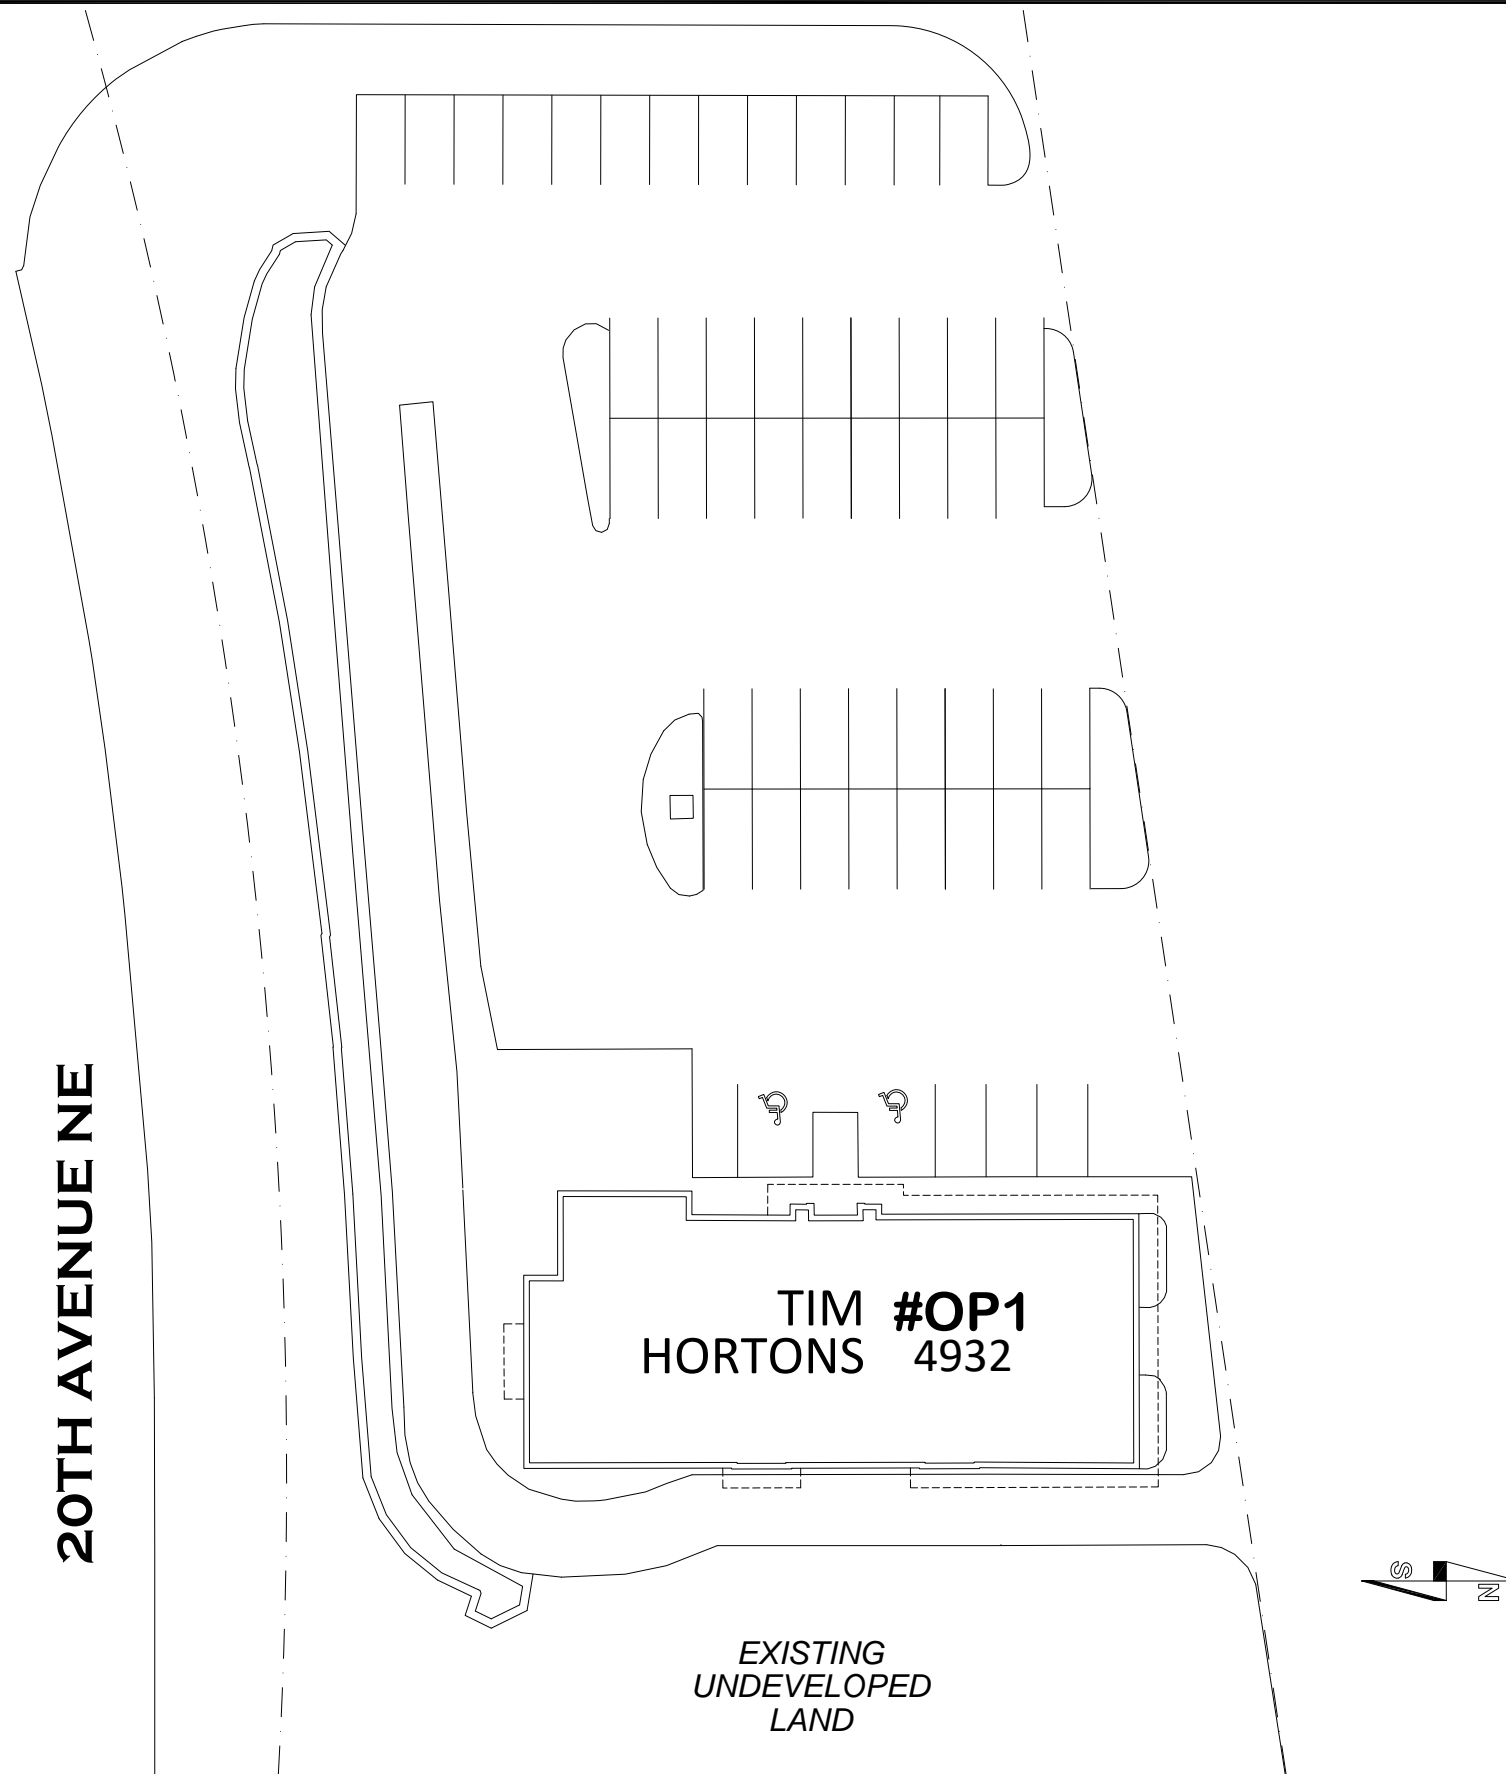 20TH AVENUE NE
TIM
HORTONS
#OP1
4932
S
N
EXISTING
UNDEVELOPED
LAND